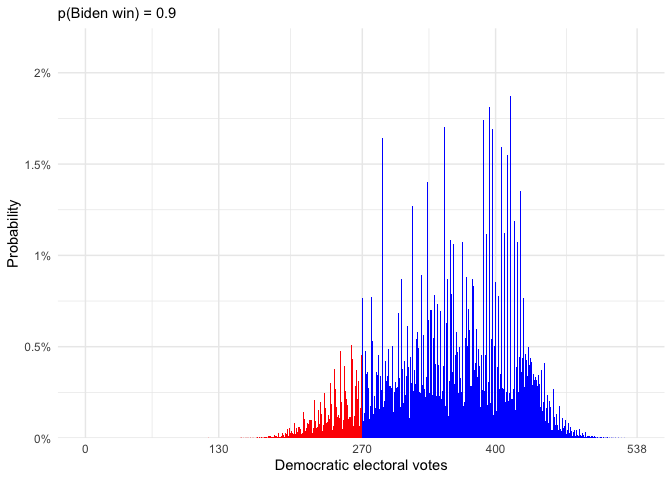 p(Biden win) = 0.9
2%
1.5%
1%
0.5%
0%
Probability
0 130 270 400 538
Democratic electoral votes